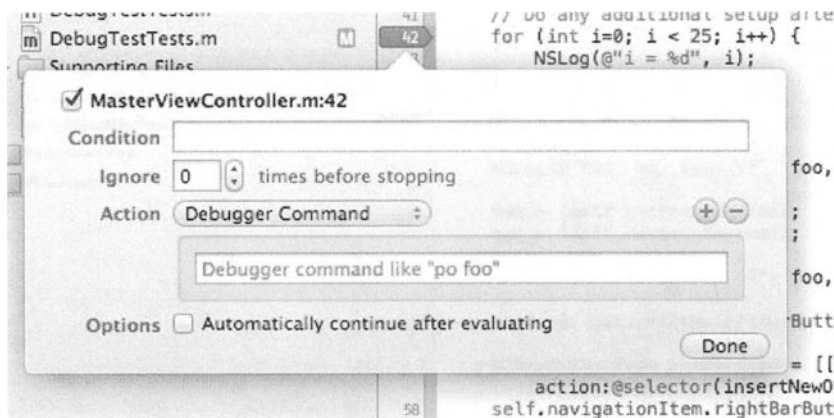 DebugTestTests.m
41 // Do any additional setup afte
m DebugTestTests.m M 42 for (int i=0; i < 25; i++) {
Supporting Files NSLog(@"i = %d", i);
MasterViewController.m:42
Condition
Ignore 0 times before stopping
foo,
Action Debugger Command + −
;
;
Debugger command like "po foo"
foo,
Options Automatically continue after evaluating
Butt
Done
= [[
action:@selector(insertNewO
58 self.navigationItem.rightBarBut